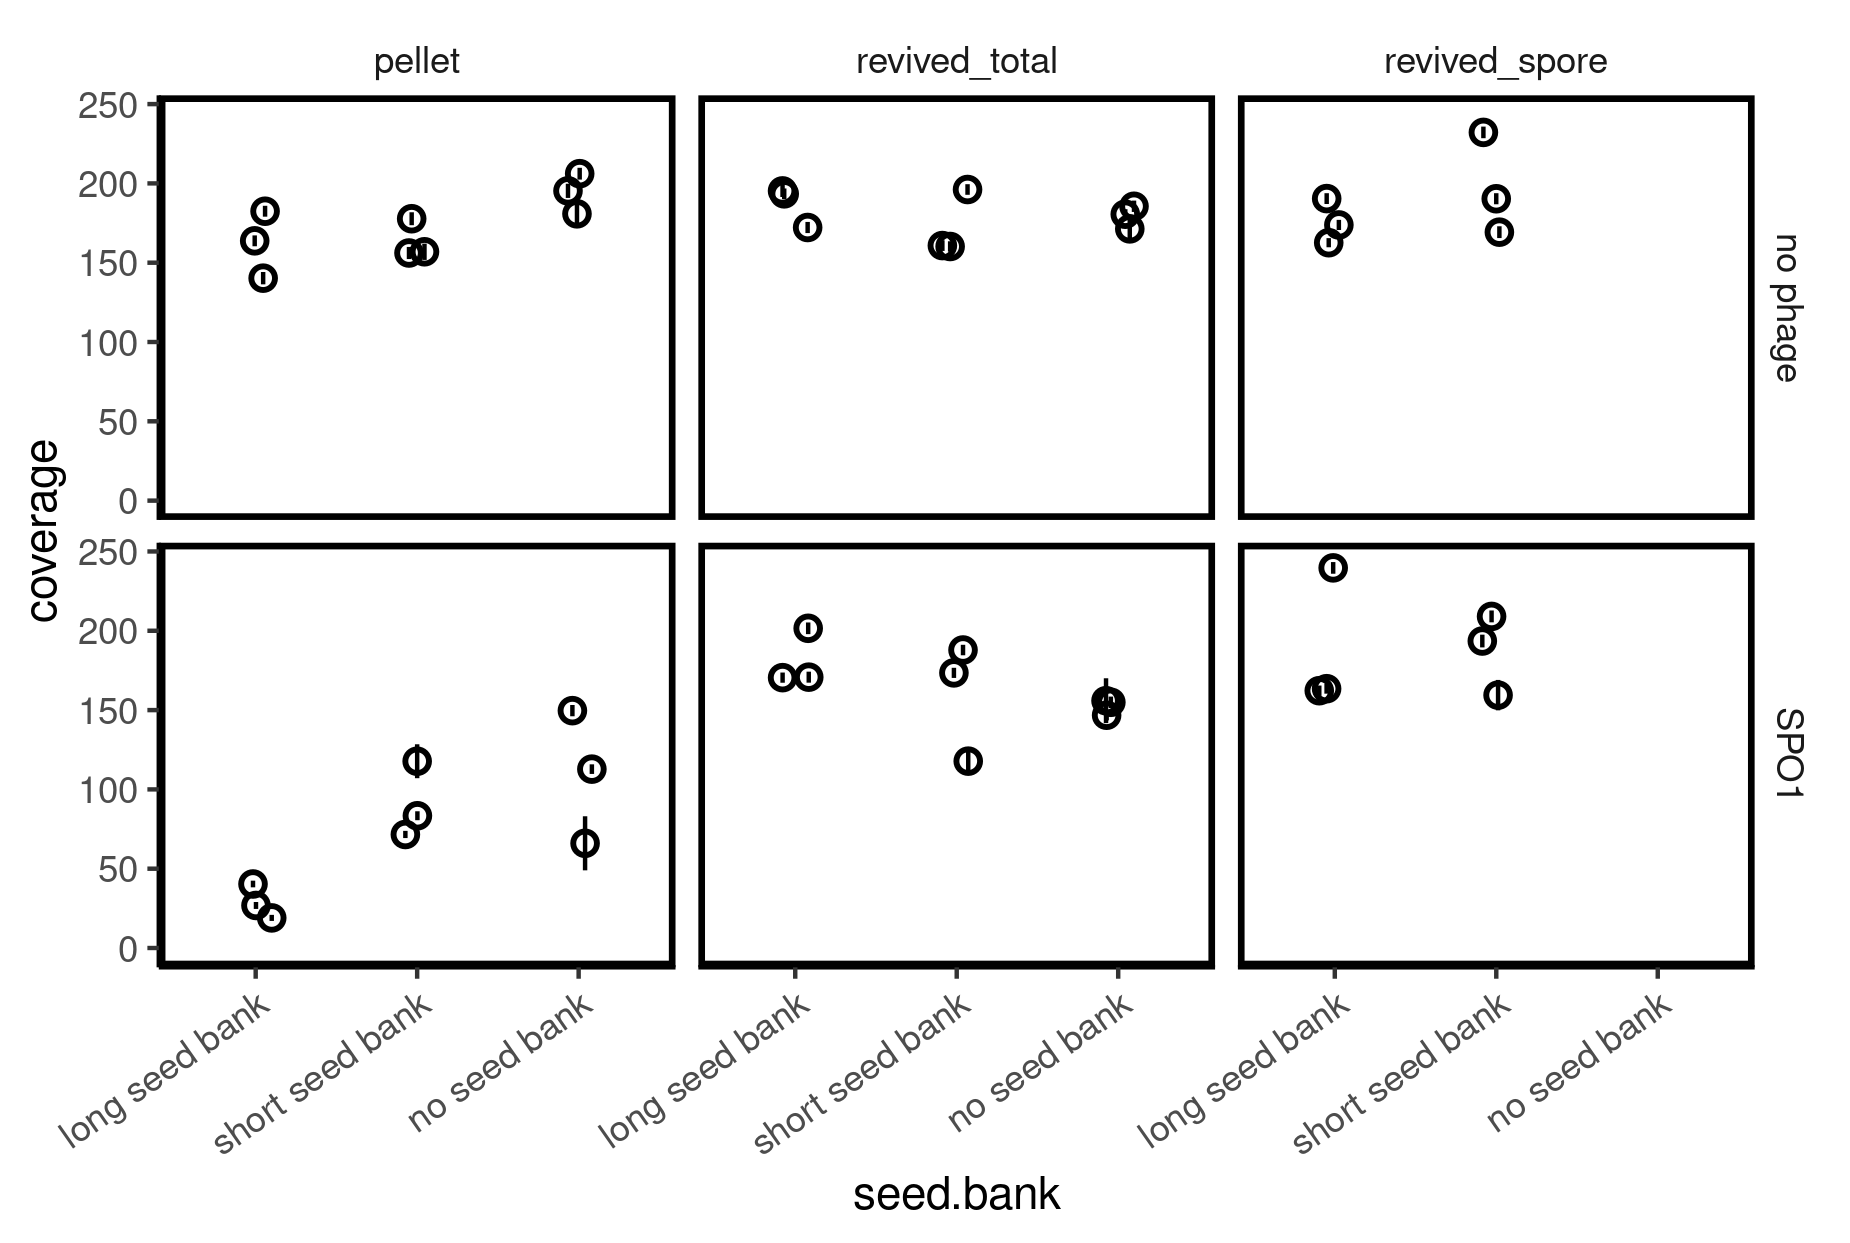 pellet
revived_total
revived_spore
250
200
150
100
50
0
no phage
250
200
150
100
50
0
SPO1
coverage
long seed bank
short seed bank
no seed bank
long seed bank
short seed bank
no seed bank
long seed bank
short seed bank
no seed bank
seed.bank